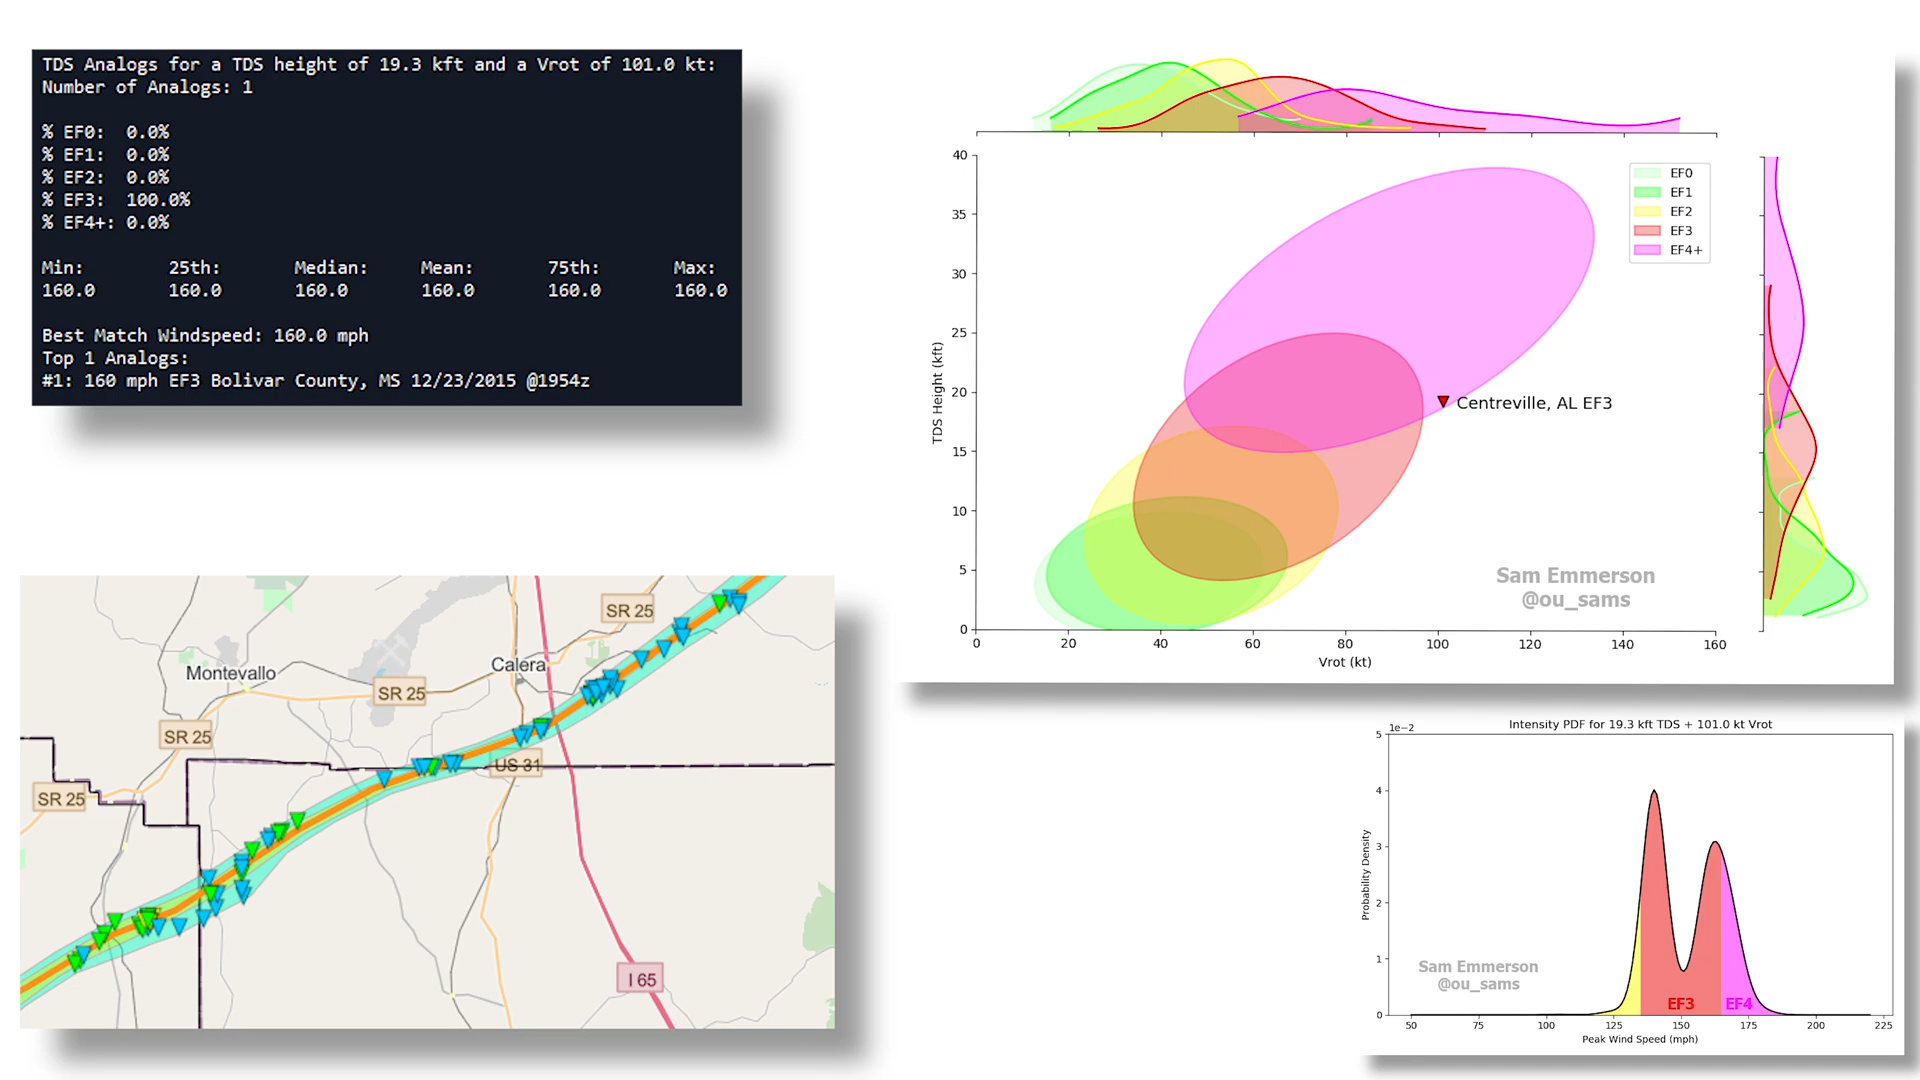 TDS Analogs for a TDS height of 19.3 kft and a Vrot of 101.0 kt:
Number of Analogs: 1
% EF0: 0.0%
% EF1: 0.0%
% EF2: 0.0%
% EF3: 100.0%
% EF4+: 0.0%
Min: 25th: Median: Mean: 75th: Max:
160.0 160.0 160.0 160.0 160.0 160.0
Best Match Windspeed: 160.0 mph
Top 1 Analogs:
#1: 160 mph EF3 Bolivar County, MS 12/23/2015 @1954z
40
35
30
25
20
15
10
5
0
TDS Height (kft)
EF0
EF1
EF2
EF3
EF4+
Centreville, AL EF3
Sam Emmerson
@ou_sams
0 20 40 60 80 100 120 140 160
Vrot (kt)
SR 25
Calera
Montevallo
SR 25
SR 25
US 31
SR 25
I 65
Intensity PDF for 19.3 kft TDS + 101.0 kt Vrot
1e−2
5
4
3
2
1
0
Probability Density
Sam Emmerson
@ou_sams
EF3
EF4
50 75 100 125 150 175 200 225
Peak Wind Speed (mph)